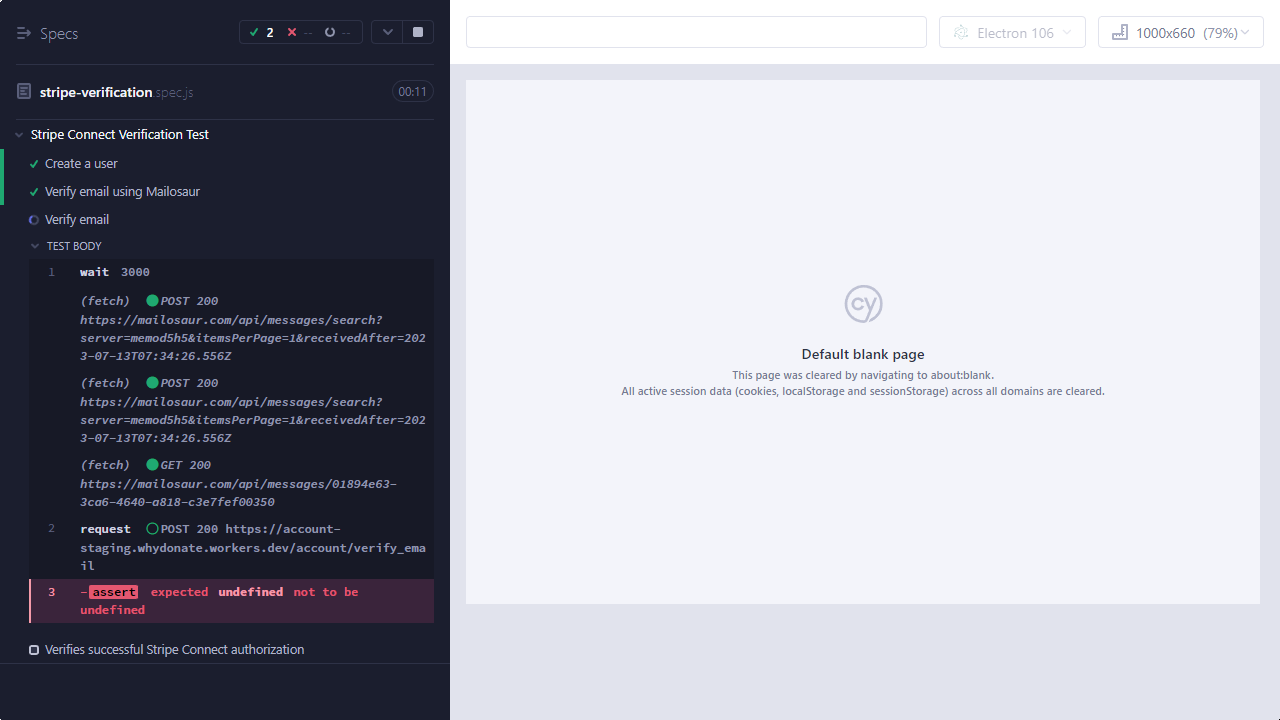 Specs
2 -- --
Electron 106
1000x660 (79%)
stripe-verification.spec.js 00:11
Stripe Connect Verification Test
Create a user
Verify email using Mailosaur
Verify email
TEST BODY
1 wait 3000
(fetch) POST 200
https://mailosaur.com/api/messages/search?
server=memod5h5&itemsPerPage=1&receivedAfter=202
3-07-13T07:34:26.556Z
(fetch) POST 200
https://mailosaur.com/api/messages/search?
server=memod5h5&itemsPerPage=1&receivedAfter=202
3-07-13T07:34:26.556Z
(fetch) GET 200
https://mailosaur.com/api/messages/01894e63-
3ca6-4640-a818-c3e7fef00350
2 request POST 200 https://account-
staging.whydonate.workers.dev/account/verify_ema
il
3 -assert expected undefined not to be
undefined
Verifies successful Stripe Connect authorization
cy
Default blank page
This page was cleared by navigating to about:blank.
All active session data (cookies, localStorage and sessionStorage) across all domains are cleared.